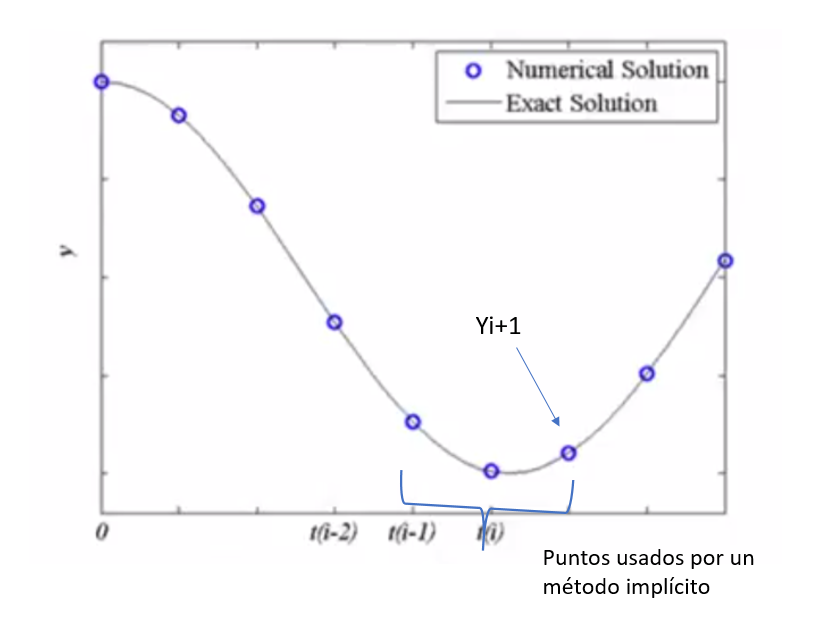 Numerical Solution
Exact Solution
y
Yi+1
0
t(i-2)
t(i-1)
t(i)
Puntos usados por un
método implícito